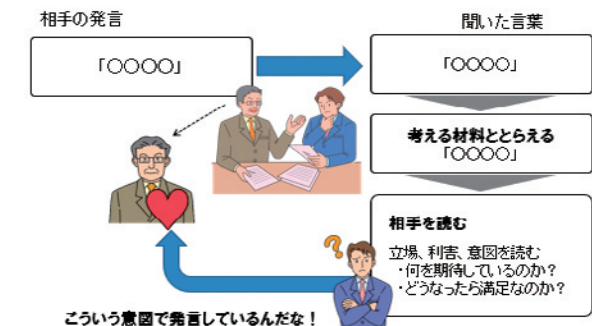 相手の発言
「○○○○」
聞いた言葉
「○○○○」
考える材料ととらえる
「○○○○」
相手を読む
立場、利害、意図を読む
・何を期待しているのか？
・どうなったら満足なのか？
？
こういう意図で発言しているんだな！